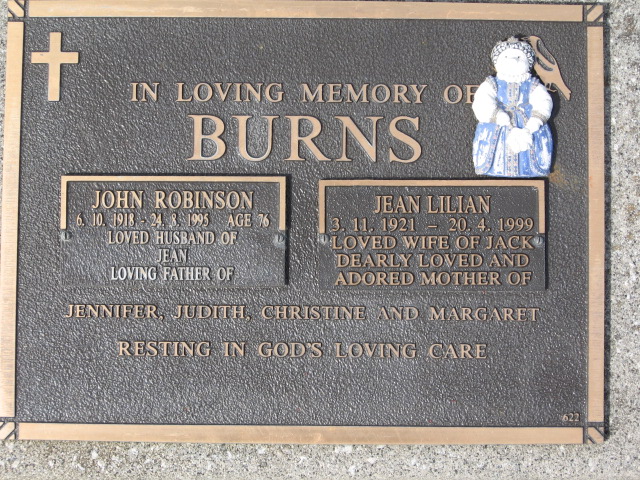 IN LOVING MEMORY OF
BURNS
JOHN ROBINSON
6. 10. 1918 - 24. 8. 1995 AGE 76
LOVED HUSBAND OF
JEAN
LOVING FATHER OF
JEAN LILIAN
3. 11. 1921 - 20. 4. 1999
LOVED WIFE OF JACK
DEARLY LOVED AND
ADORED MOTHER OF
JENNIFER, JUDITH, CHRISTINE AND MARGARET
RESTING IN GOD'S LOVING CARE
622